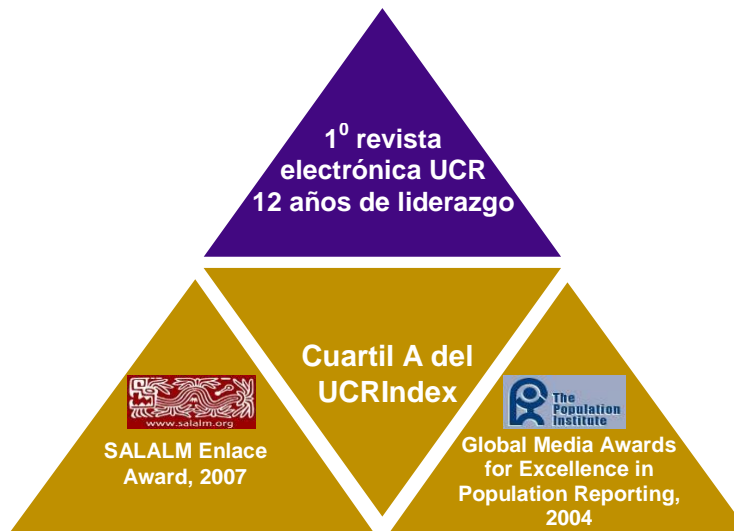 1⁰ revista
electrónica UCR
12 años de liderazgo
Cuartil A del
UCRIndex
www.salalm.org
SALALM Enlace
Award, 2007
The
Population
Institute
Global Media Awards
for Excellence in
Population Reporting,
2004